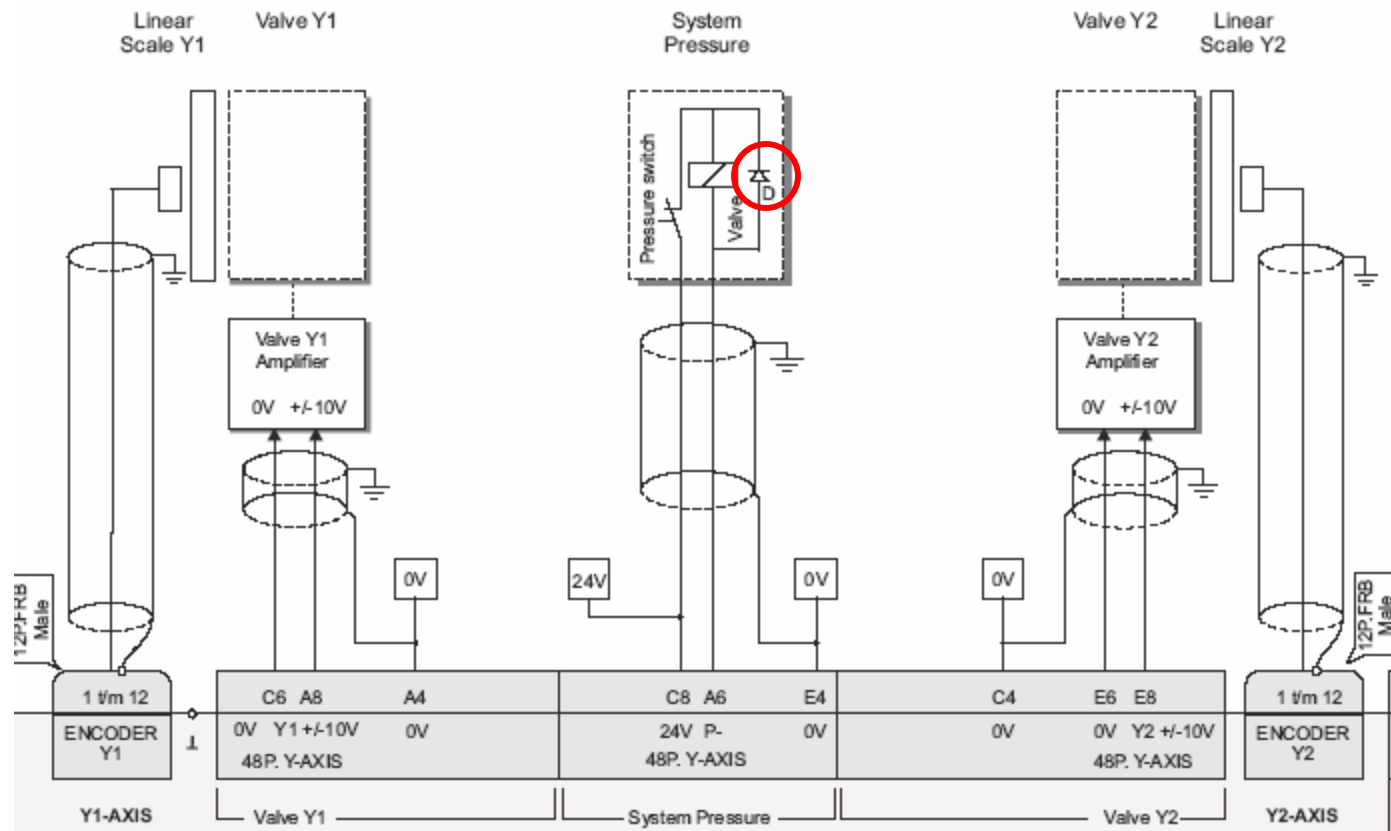 Linear
Scale Y1
Valve Y1
System
Pressure
Valve Y2
Linear
Scale Y2
Pressure switch
Valve
D
Valve Y1
Amplifier
0V +/-10V
Valve Y2
Amplifier
0V +/-10V
12P.FRB
Male
0V
24V
0V
0V
12P.FRB
Male
1 t/m 12
C6 A8
A4
C8 A6
E4
C4
E6 E8
1 t/m 12
ENCODER
Y1
0V Y1 +/-10V
0V
48P. Y-AXIS
24V P-
0V
48P. Y-AXIS
0V
0V Y2 +/-10V
48P. Y-AXIS
ENCODER
Y2
Y1-AXIS
Valve Y1
System Pressure
Valve Y2
Y2-AXIS